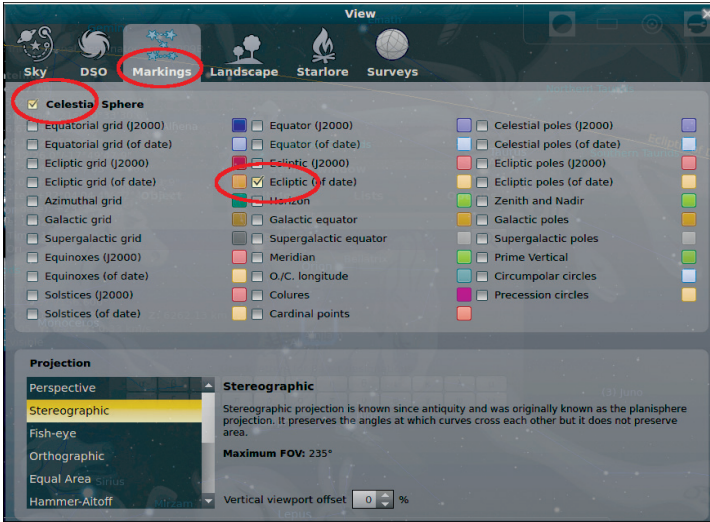 View
Sky DSO Markings Landscape Starlore Surveys
Celestial Sphere
Equatorial grid (J2000) Equator (J2000) Celestial poles (J2000)
Equatorial grid (of date) Equator (of date) Celestial poles (of date)
Ecliptic grid (J2000) Ecliptic (J2000) Ecliptic poles (J2000)
Ecliptic grid (of date) Ecliptic (of date) Ecliptic poles (of date)
Azimuthal grid Horizon Zenith and Nadir
Galactic grid Galactic equator Galactic poles
Supergalactic grid Supergalactic equator Supergalactic poles
Equinoxes (J2000) Meridian Prime Vertical
Equinoxes (of date) O./C. longitude Circumpolar circles
Solstices (J2000) Colures Precession circles
Solstices (of date) Cardinal points
Projection
Perspective
Stereographic
Fish-eye
Orthographic
Equal Area
Hammer-Aitoff
Stereographic
Stereographic projection is known since antiquity and was originally known as the planisphere
projection. It preserves the angles at which curves cross each other but it does not preserve
area.
Maximum FOV: 235°
Vertical viewport offset 0 %
(3) Juno
Sirius
Mirzam
Lepus